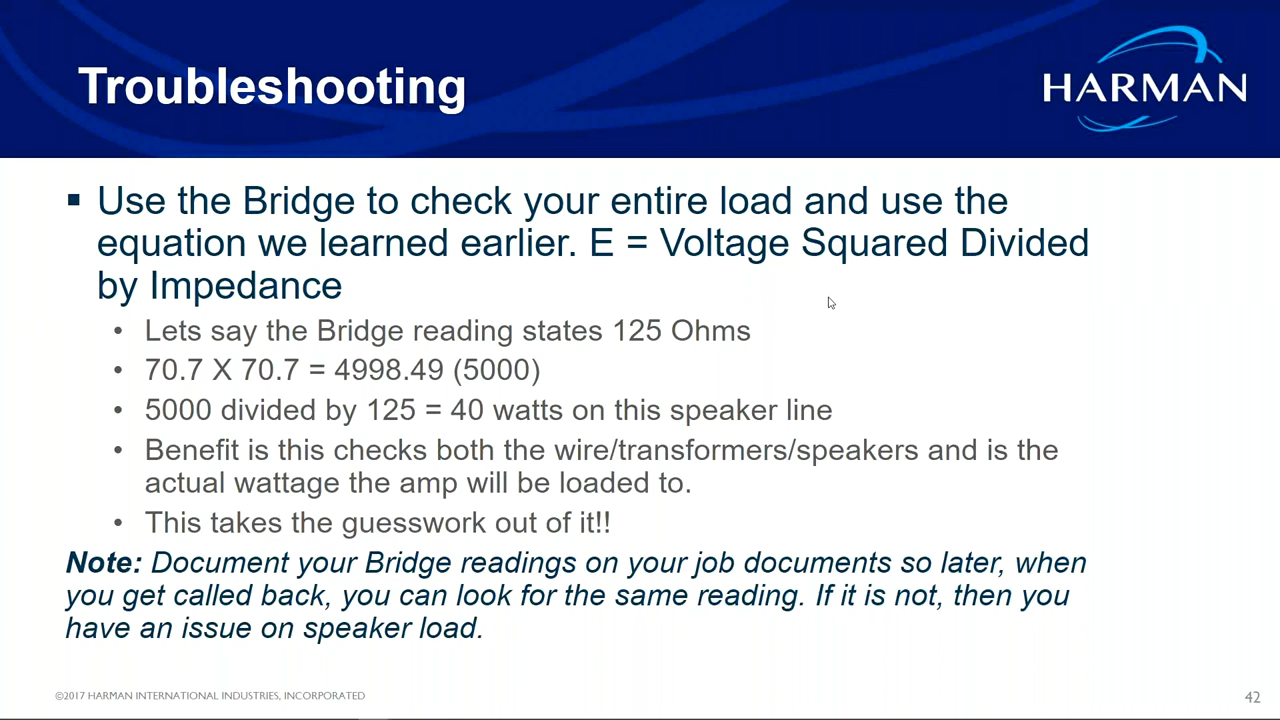 Troubleshooting
HARMAN
▪ Use the Bridge to check your entire load and use the
equation we learned earlier. E = Voltage Squared Divided
by Impedance
• Lets say the Bridge reading states 125 Ohms
• 70.7 X 70.7 = 4998.49 (5000)
• 5000 divided by 125 = 40 watts on this speaker line
• Benefit is this checks both the wire/transformers/speakers and is the
actual wattage the amp will be loaded to.
• This takes the guesswork out of it!!
Note: Document your Bridge readings on your job documents so later, when
you get called back, you can look for the same reading. If it is not, then you
have an issue on speaker load.
©2017 HARMAN INTERNATIONAL INDUSTRIES, INCORPORATED
42